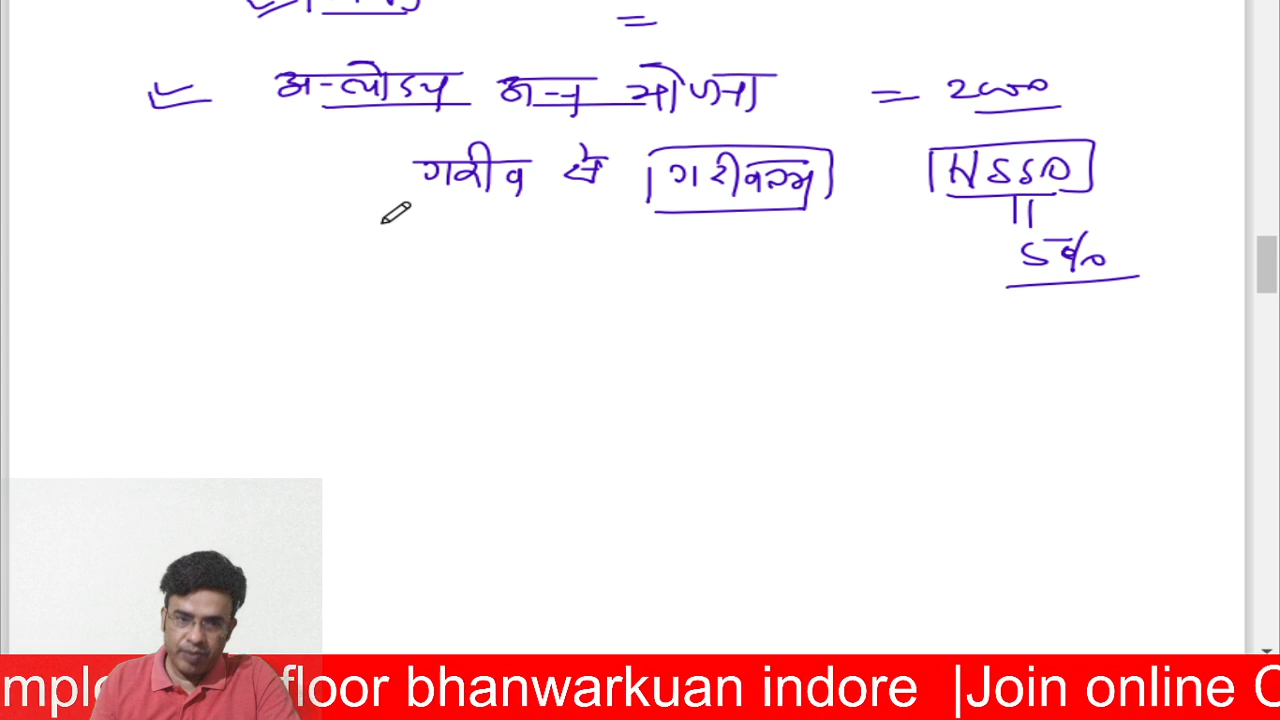 =
अन्त्योदय अन्न योजना = 2000
गरीब से गरीबतम NSSO
5%
mple floor bhanwarkuan indore |Join online C